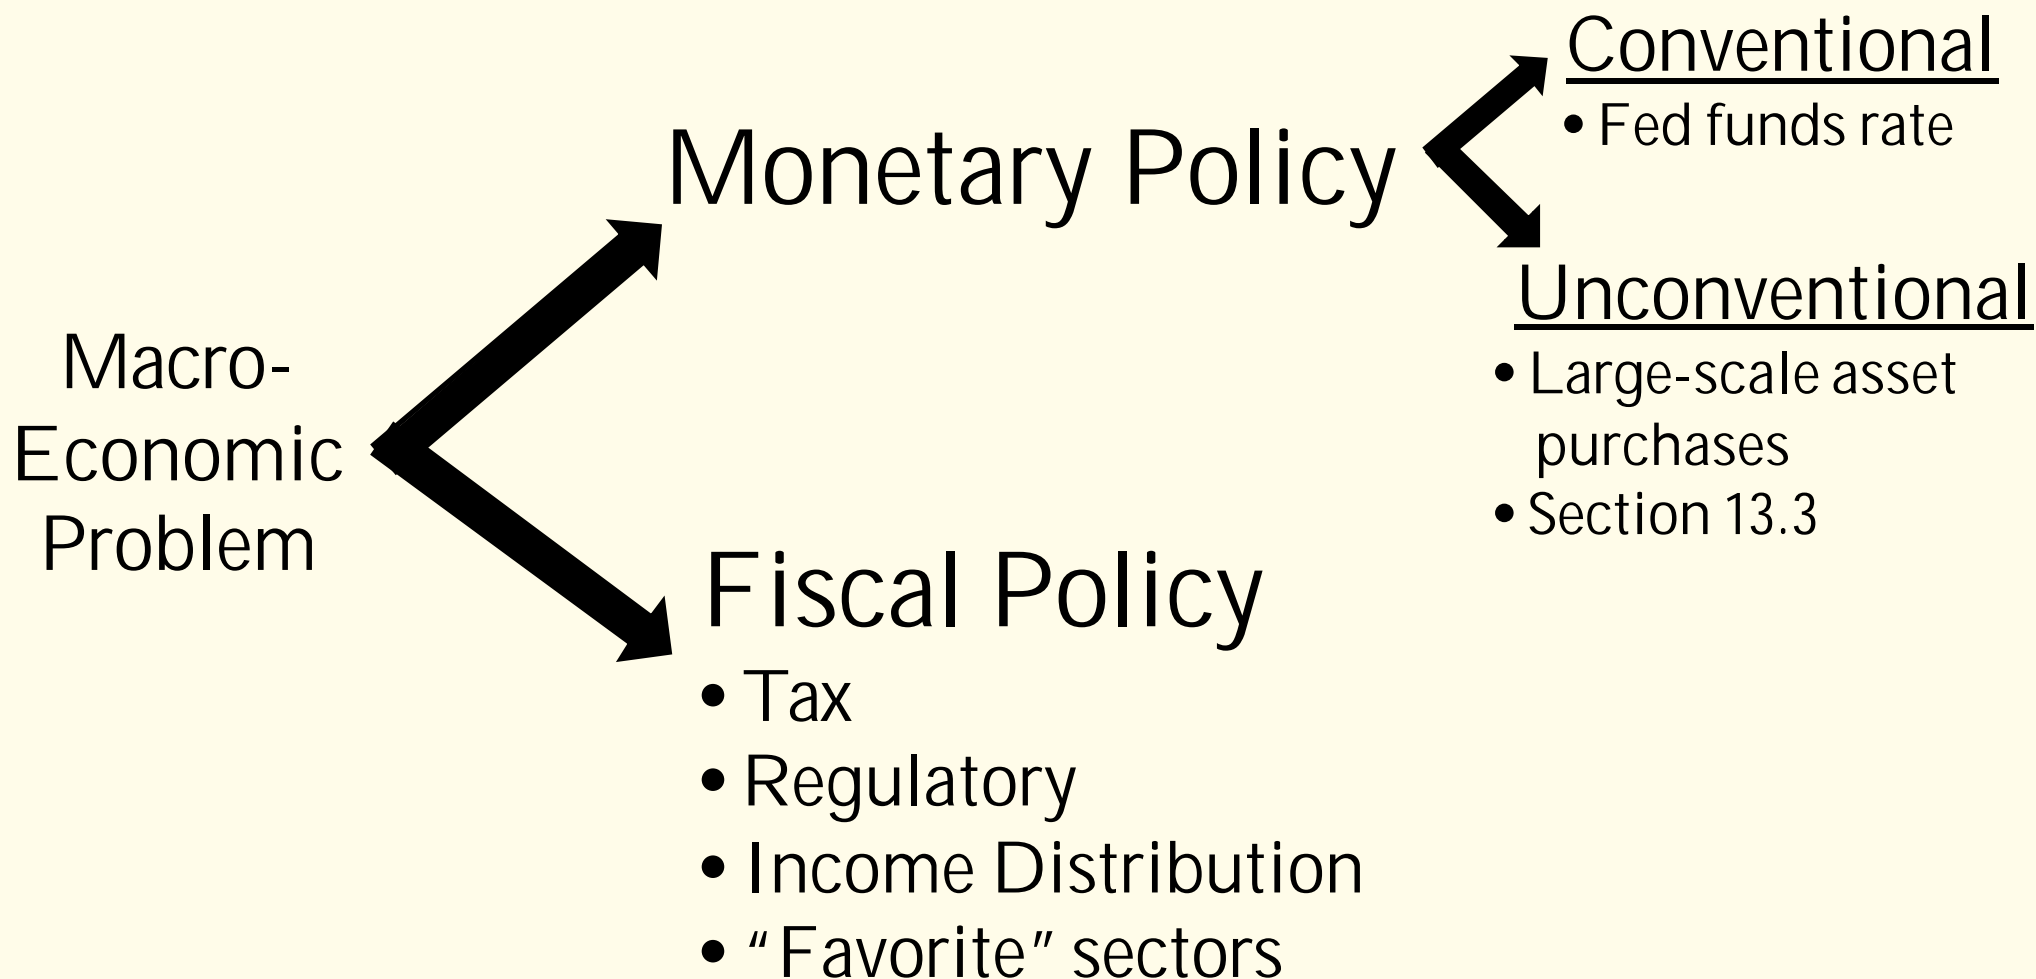 Macro-
Economic
Problem
Monetary Policy
Conventional
• Fed funds rate
Unconventional
• Large-scale asset
purchases
• Section 13.3
Fiscal Policy
• Tax
• Regulatory
• Income Distribution
• “Favorite” sectors